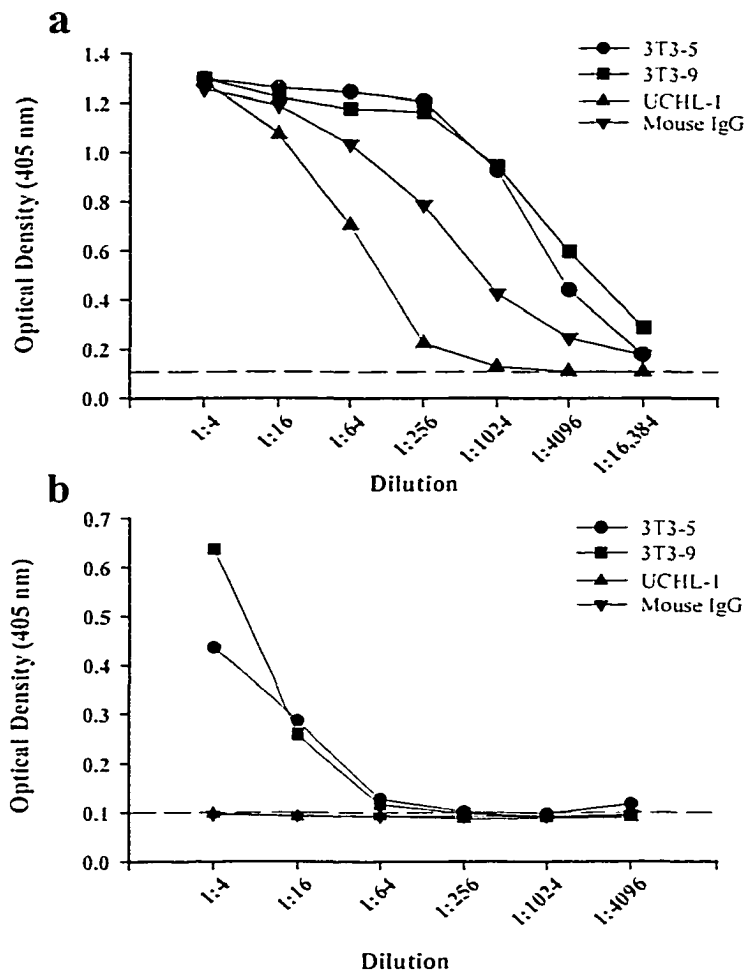 a
1.4
1.2
1.0
0.8
0.6
0.4
0.2
0.0
Optical Density (405 nm)
3T3-5
3T3-9
UCHL-1
Mouse IgG
1:4
1:16
1:64
1:256
1:1024
1:4096
1:16,384
Dilution
b
0.7
0.6
0.5
0.4
0.3
0.2
0.1
0.0
Optical Density (405 nm)
3T3-5
3T3-9
UCHL-1
Mouse IgG
1:4
1:16
1:64
1:256
1:1024
1:4096
Dilution